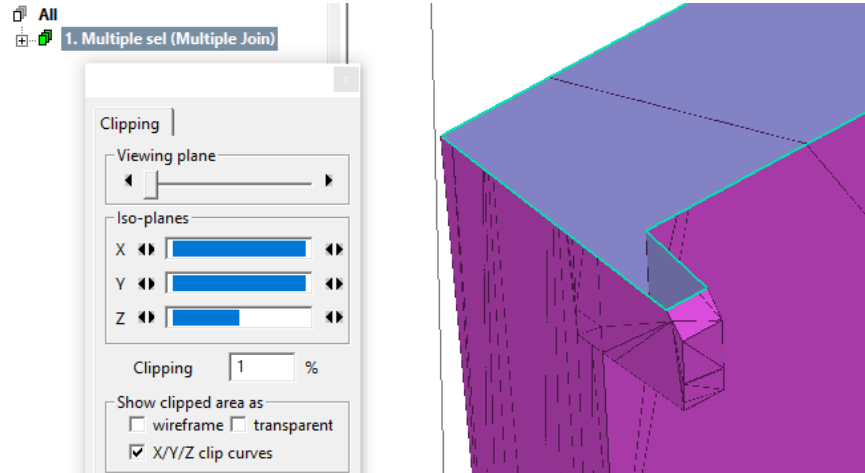 All
1. Multiple sel (Multiple Join)
Clipping
Viewing plane
Iso-planes
X
Y
Z
Clipping 1 %
Show clipped area as
wireframe transparent
X/Y/Z clip curves